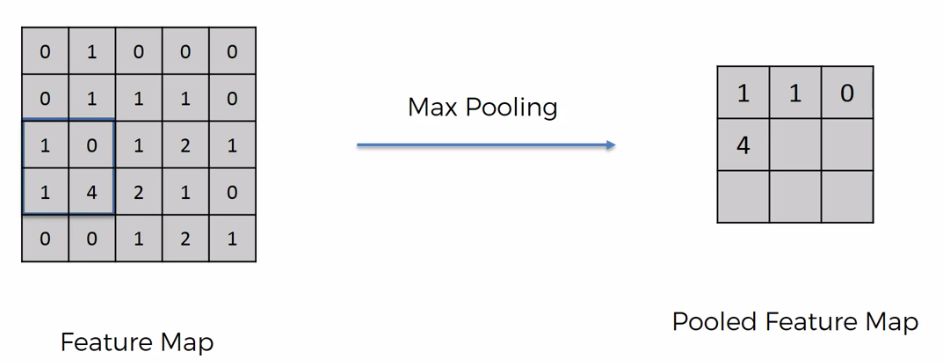 0 1 0 0 0
0 1 1 1 0
1 0 1 2 1
1 4 2 1 0
0 0 1 2 1
Feature Map
Max Pooling
1 1 0
4
Pooled Feature Map